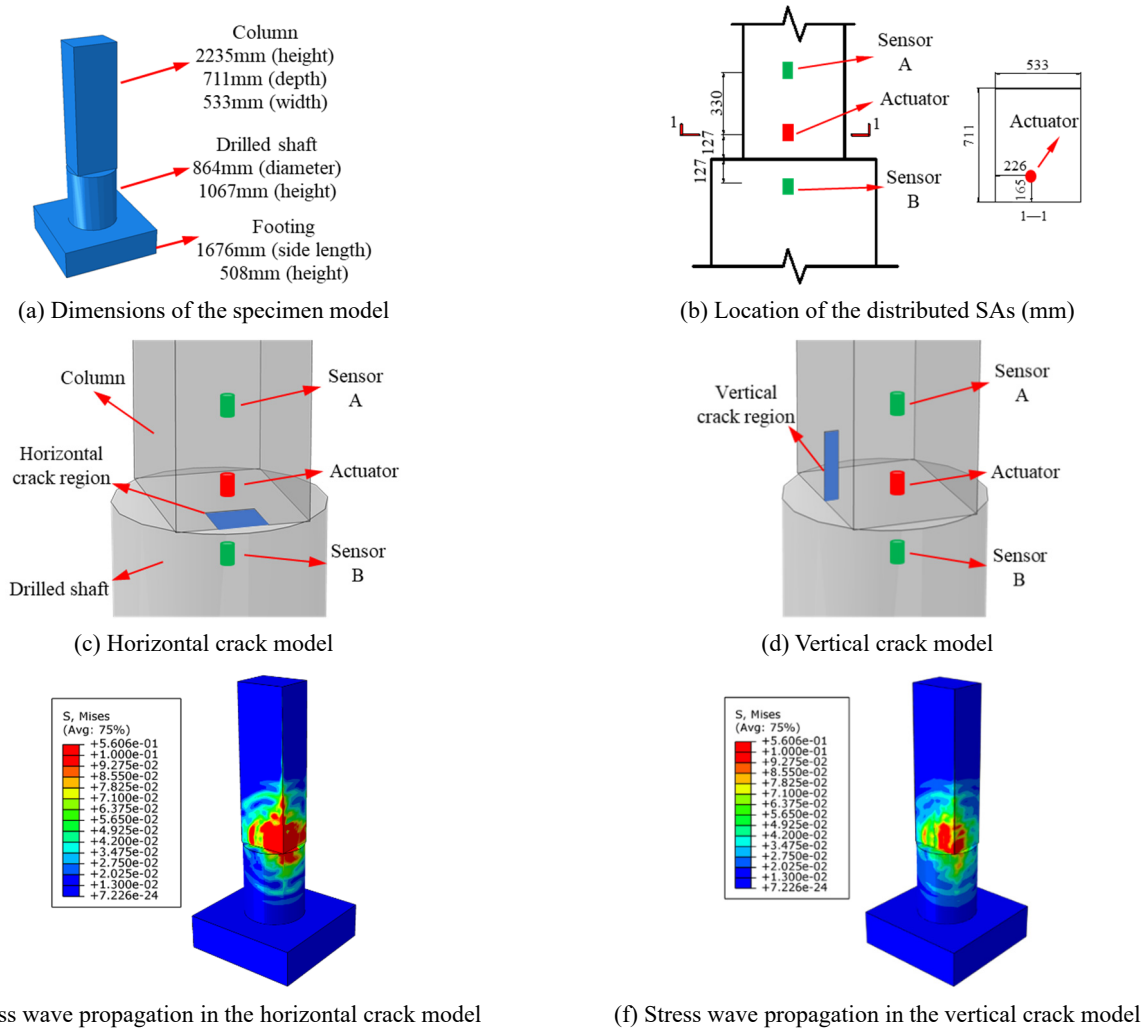 Column
2235mm (height)
711mm (depth)
533mm (width)
Drilled shaft
864mm (diameter)
1067mm (height)
Footing
1676mm (side length)
508mm (height)
(a) Dimensions of the specimen model
Sensor
A
Actuator
330
1
1
127
127
Sensor
B
533
711
Actuator
226
165
1—1
(b) Location of the distributed SAs (mm)
Column
Sensor
A
Horizontal
crack region
Actuator
Sensor
B
Drilled shaft
(c) Horizontal crack model
Vertical
crack region
Sensor
A
Actuator
Sensor
B
(d) Vertical crack model
S, Mises
(Avg: 75%)
+5.606e-01
+1.000e-01
+9.275e-02
+8.550e-02
+7.825e-02
+7.100e-02
+6.375e-02
+5.650e-02
+4.925e-02
+4.200e-02
+3.475e-02
+2.750e-02
+2.025e-02
+1.300e-02
+7.226e-24
ss wave propagation in the horizontal crack model
S, Mises
(Avg: 75%)
+5.606e-01
+1.000e-01
+9.275e-02
+8.550e-02
+7.825e-02
+7.100e-02
+6.375e-02
+5.650e-02
+4.925e-02
+4.200e-02
+3.475e-02
+2.750e-02
+2.025e-02
+1.300e-02
+7.226e-24
(f) Stress wave propagation in the vertical crack model